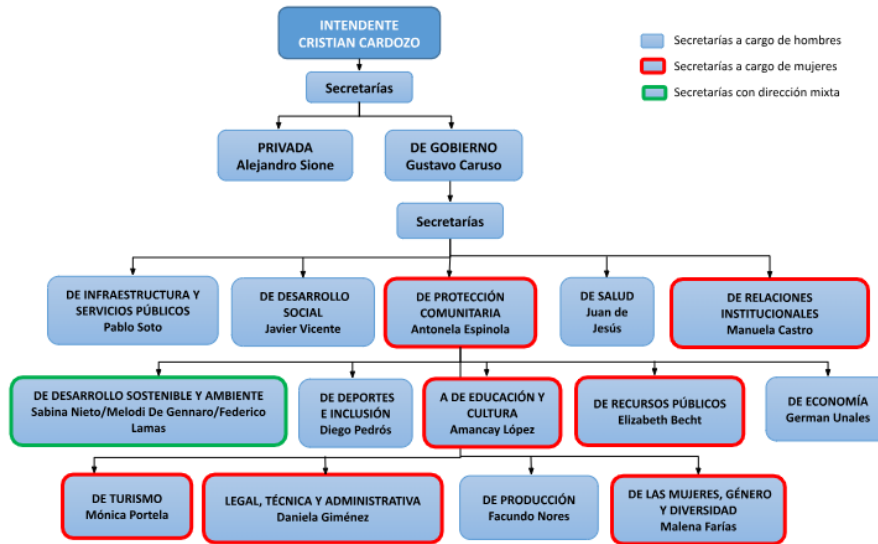 INTENDENTE
CRISTIAN CARDOZO
Secretarías a cargo de hombres
Secretarías a cargo de mujeres
Secretarías con dirección mixta
Secretarías
PRIVADA
Alejandro Sione
DE GOBIERNO
Gustavo Caruso
Secretarías
DE INFRAESTRUCTURA Y
SERVICIOS PÚBLICOS
Pablo Soto
DE DESARROLLO
SOCIAL
Javier Vicente
DE PROTECCIÓN
COMUNITARIA
Antonela Espinola
DE SALUD
Juan de
Jesús
DE RELACIONES
INSTITUCIONALES
Manuela Castro
DE DESARROLLO SOSTENIBLE Y AMBIENTE
Sabina Nieto/Melodi De Gennaro/Federico
Lamas
DE DEPORTES
E INCLUSIÓN
Diego Pedrós
A DE EDUCACIÓN Y
CULTURA
Amancay López
DE RECURSOS PÚBLICOS
Elizabeth Becht
DE ECONOMÍA
German Unales
DE TURISMO
Mónica Portela
LEGAL, TÉCNICA Y ADMINISTRATIVA
Daniela Giménez
DE PRODUCCIÓN
Facundo Nores
DE LAS MUJERES, GÉNERO
Y DIVERSIDAD
Malena Farías